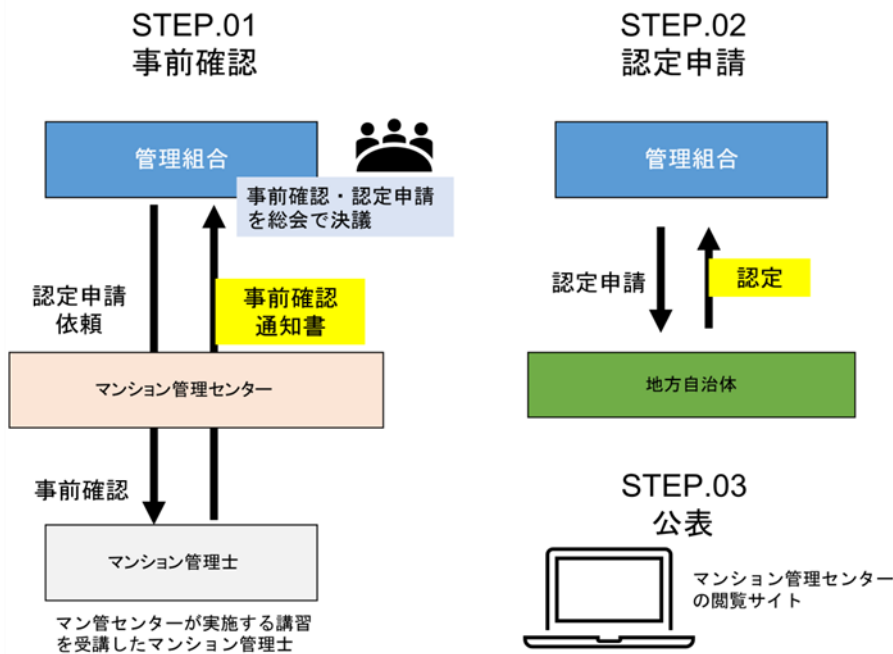 STEP.01
事前確認
管理組合
事前確認・認定申請
を総会で決議
認定申請
依頼
事前確認
通知書
マンション管理センター
事前確認
マンション管理士
マン管センターが実施する講習
を受講したマンション管理士
STEP.02
認定申請
管理組合
認定申請
認定
地方自治体
STEP.03
公表
マンション管理センター
の閲覧サイト